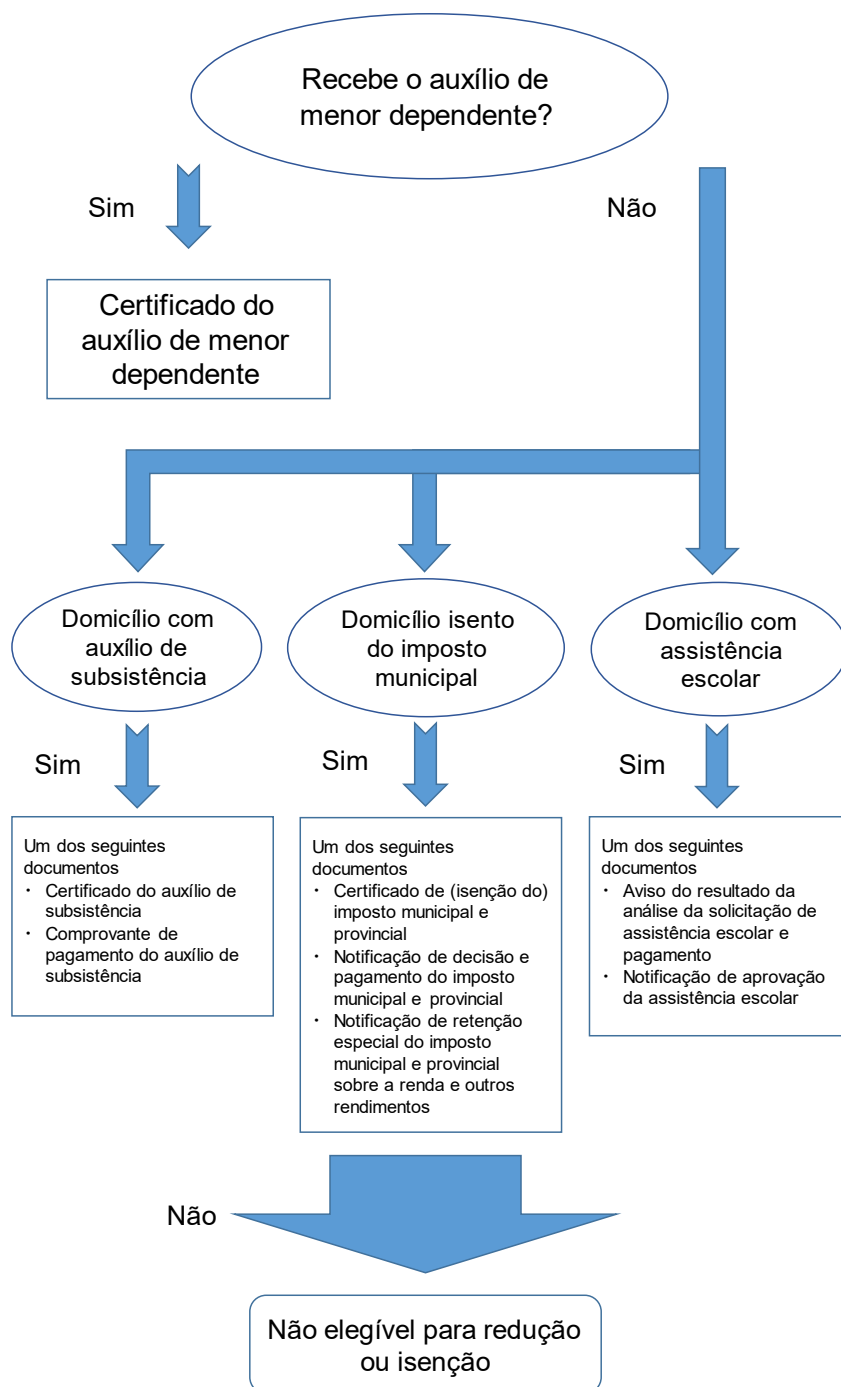 Recebe o auxílio de
menor dependente?
Sim
Não
Certificado do
auxílio de menor
dependente
Domicílio com
auxílio de
subsistência
Domicílio isento
do imposto
municipal
Domicílio com
assistência
escolar
Sim
Sim
Sim
Um dos seguintes
documentos
・ Certificado do auxílio de
subsistência
・ Comprovante de
pagamento do auxílio de
subsistência
Um dos seguintes
documentos
・ Certificado de (isenção do)
imposto municipal e
provincial
・ Notificação de decisão e
pagamento do imposto
municipal e provincial
・ Notificação de retenção
especial do imposto
municipal e provincial
sobre a renda e outros
rendimentos
Um dos seguintes
documentos
・ Aviso do resultado da
análise da solicitação de
assistência escolar e
pagamento
・ Notificação de aprovação
da assistência escolar
Não
Não elegível para redução
ou isenção